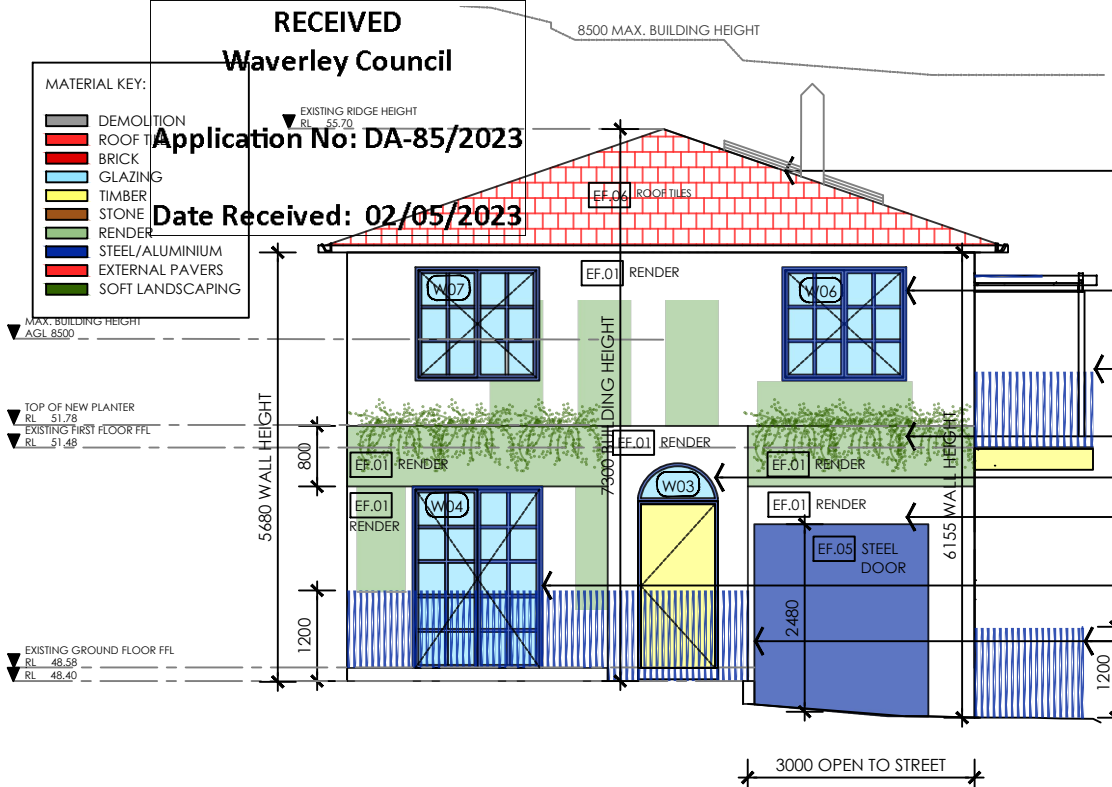 RECEIVED
Waverley Council
Application No: DA-85/2023
Date Received: 02/05/2023
8500 MAX. BUILDING HEIGHT
MATERIAL KEY:
DEMOLITION
ROOF TILE
BRICK
GLAZING
TIMBER
STONE
RENDER
STEEL/ALUMINIUM
EXTERNAL PAVERS
SOFT LANDSCAPING
EXISTING RIDGE HEIGHT
RL 55.70
EF.06 ROOF TILES
EF.01 RENDER
W07
W06
MAX. BUILDING HEIGHT
AGL 8500
TOP OF NEW PLANTER
RL 51.78
EXISTING FIRST FLOOR FFL
RL 51.48
5680 WALL HEIGHT
800
7300 BUILDING HEIGHT
6155 WALL HEIGHT
EF.01 RENDER
EF.01 RENDER
EF.01 RENDER
W03
EF.01
RENDER
W04
EF.01 RENDER
EF.05 STEEL
DOOR
2480
1200
1200
EXISTING GROUND FLOOR FFL
RL 48.58
RL 48.40
3000 OPEN TO STREET